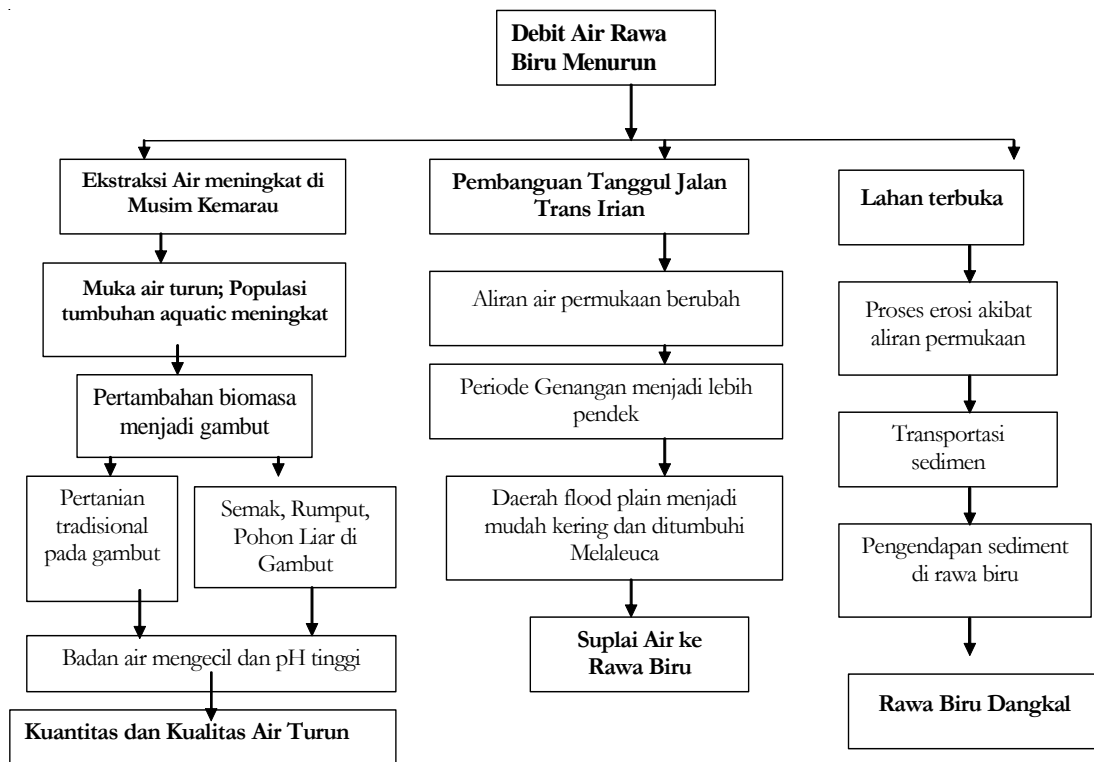 Debit Air Rawa
Biru Menurun
Ekstraksi Air meningkat di
Musim Kemarau
Muka air turun; Populasi
tumbuhan aquatic meningkat
Pertambahan biomasa
menjadi gambut
Pertanian
tradisional
pada gambut
Semak, Rumput,
Pohon Liar di
Gambut
Badan air mengecil dan pH tinggi
Kuantitas dan Kualitas Air Turun
Pembanguan Tanggul Jalan
Trans Irian
Aliran air permukaan berubah
Periode Genangan menjadi lebih
pendek
Daerah flood plain menjadi
mudah kering dan ditumbuhi
Melaleuca
Suplai Air ke
Rawa Biru
Lahan terbuka
Proses erosi akibat
aliran permukaan
Transportasi
sedimen
Pengendapan sediment
di rawa biru
Rawa Biru Dangkal